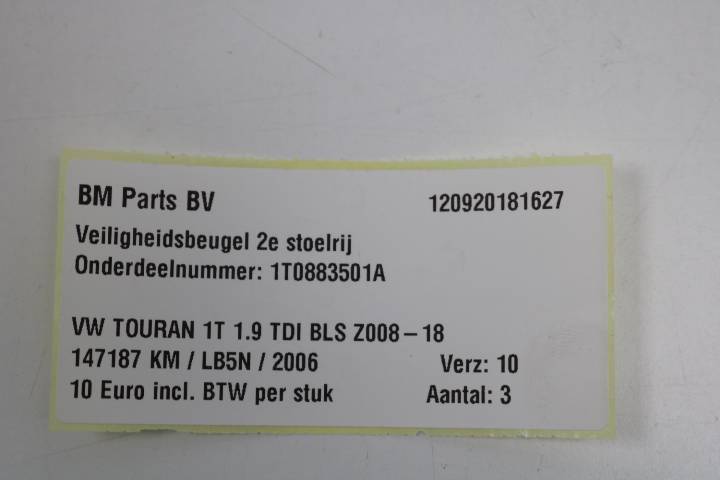 BM Parts BV 120920181627
Veiligheidsbeugel 2e stoelrij
Onderdeelnummer: 1T0883501A
VW TOURAN 1T 1.9 TDI BLS Z008-18
147187 KM / LB5N / 2006 Verz: 10
10 Euro incl. BTW per stuk Aantal: 3